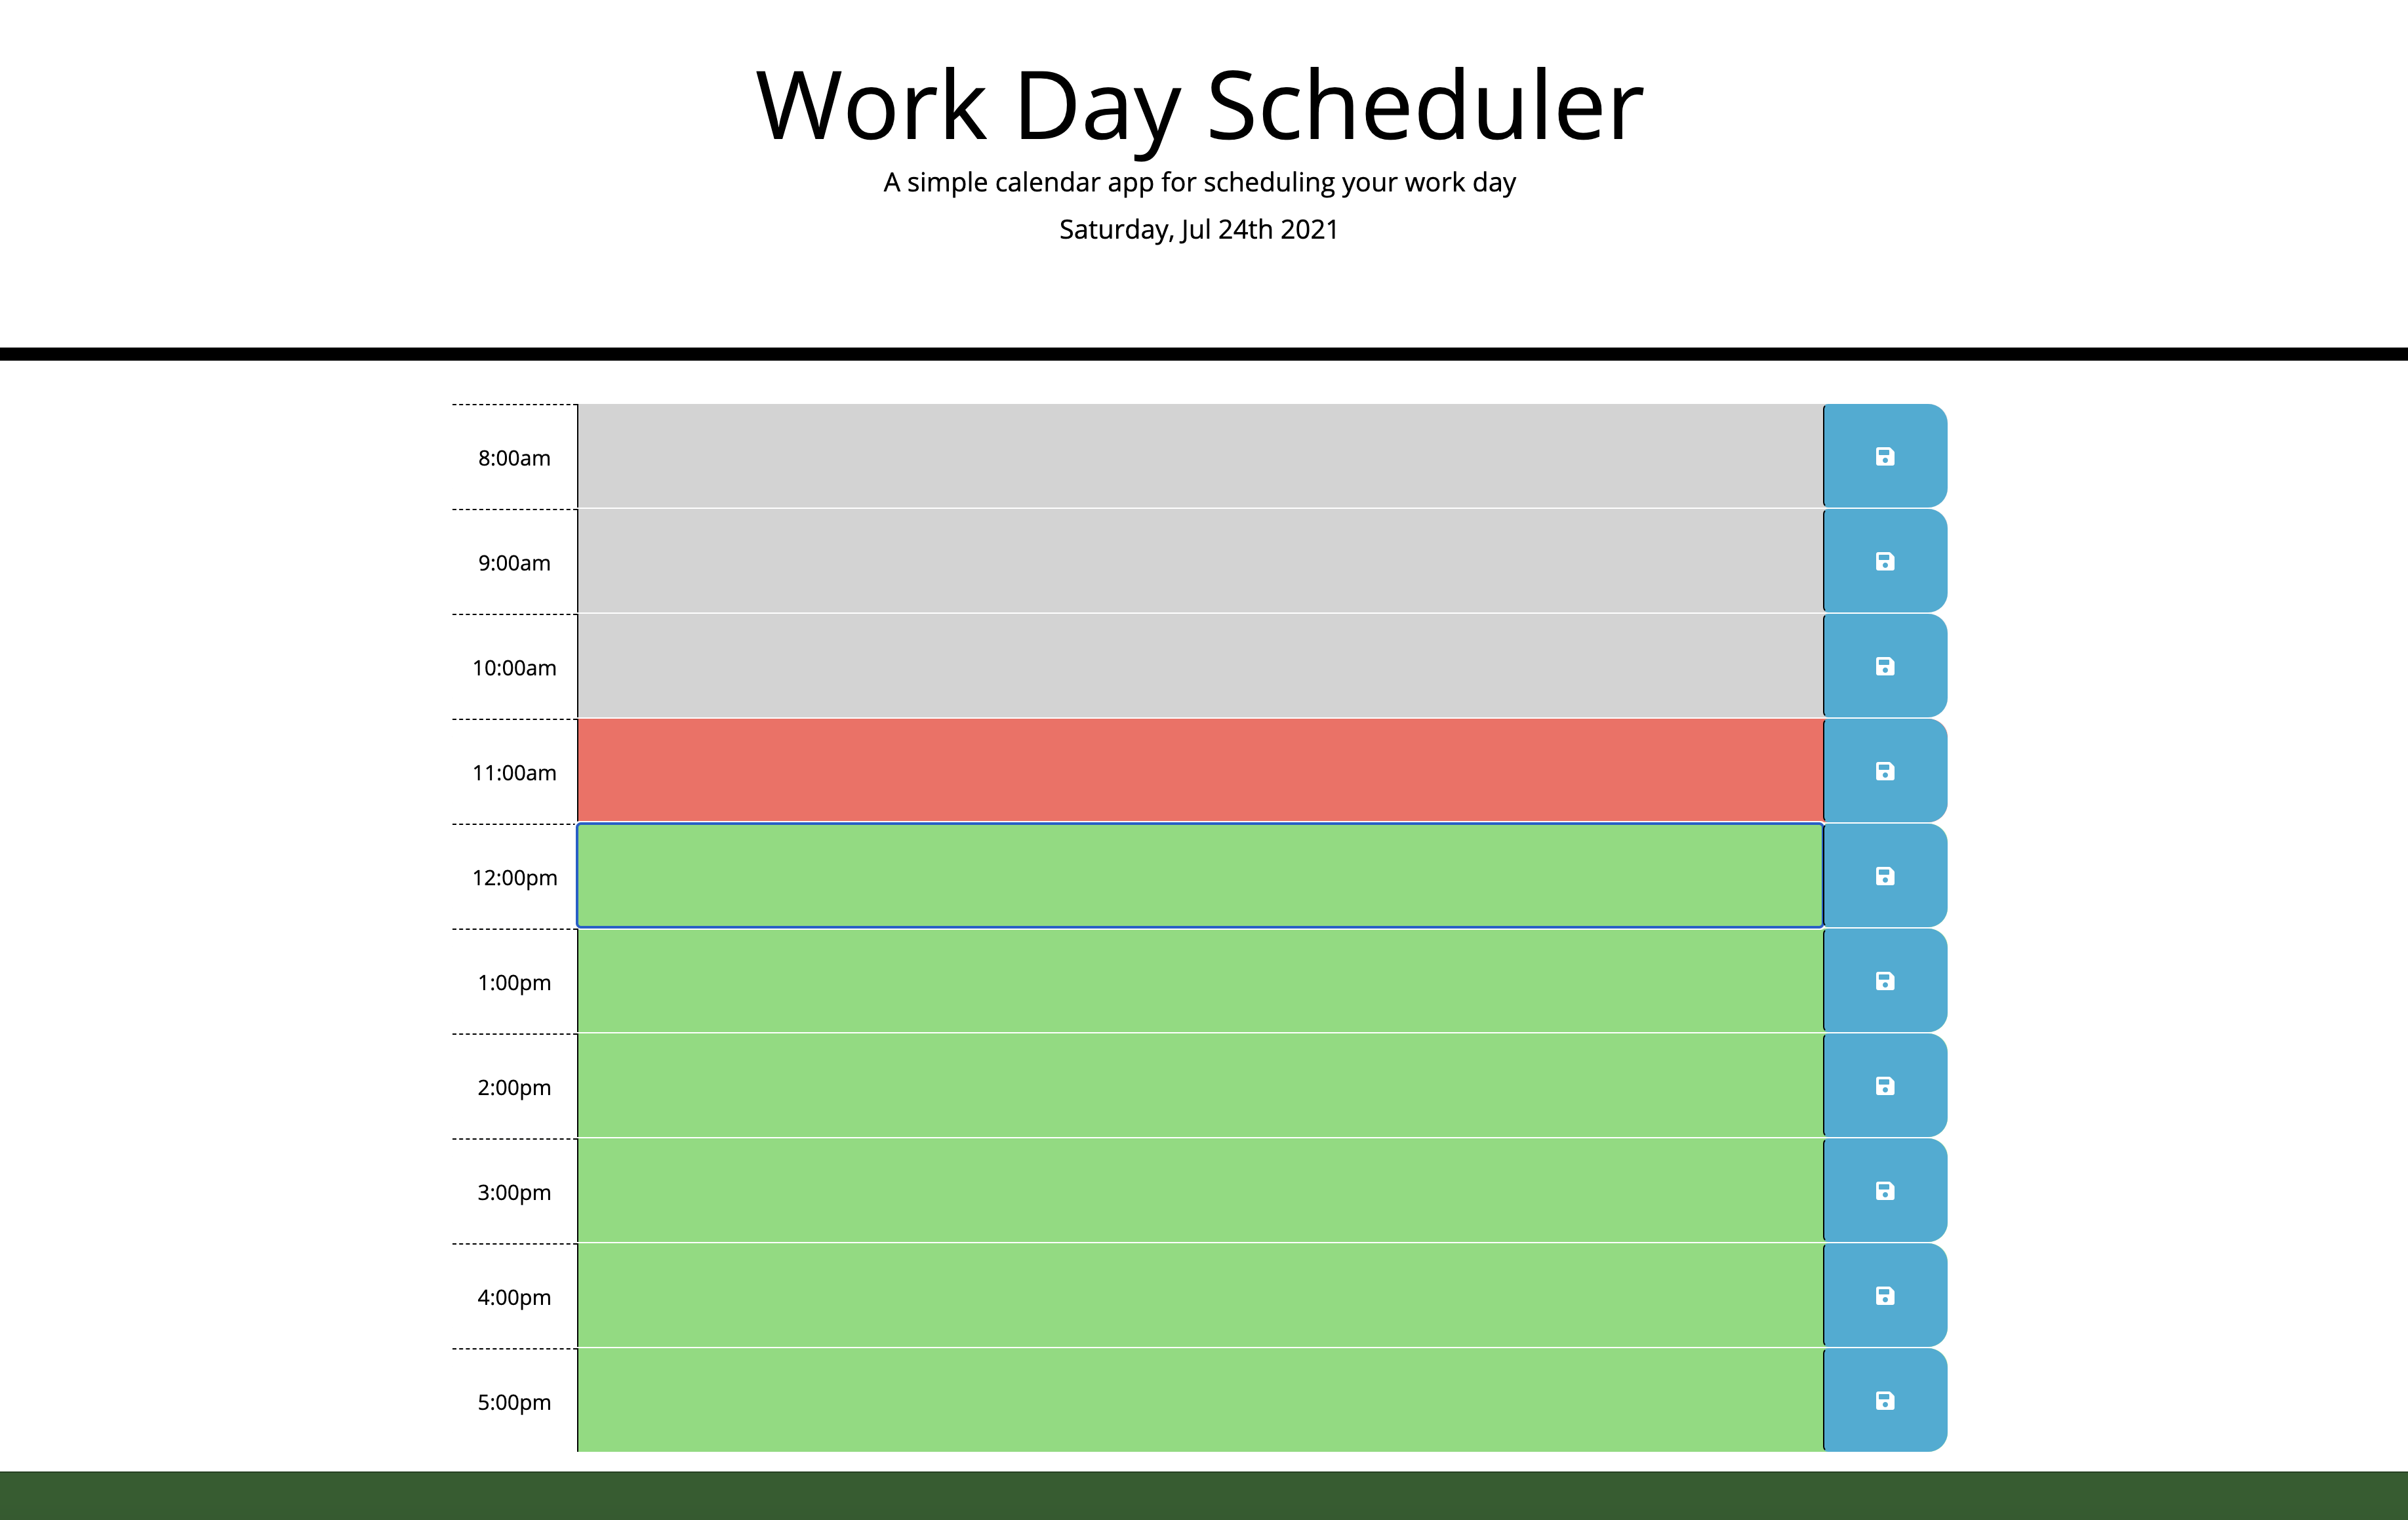 Work Day Scheduler
A simple calendar app for scheduling your work day
Saturday, Jul 24th 2021
8:00am
9:00am
10:00am
11:00am
12:00pm
1:00pm
2:00pm
3:00pm
4:00pm
5:00pm